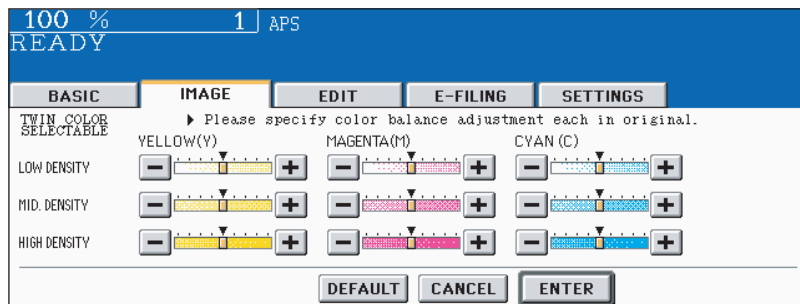 100 % 1 APS
READY
BASIC IMAGE EDIT E-FILING SETTINGS
TWIN COLOR SELECTABLE
Please specify color balance adjustment each in original.
YELLOW(Y) MAGENTA(M) CYAN (C)
LOW DENSITY
MID. DENSITY
HIGH DENSITY
DEFAULT CANCEL ENTER